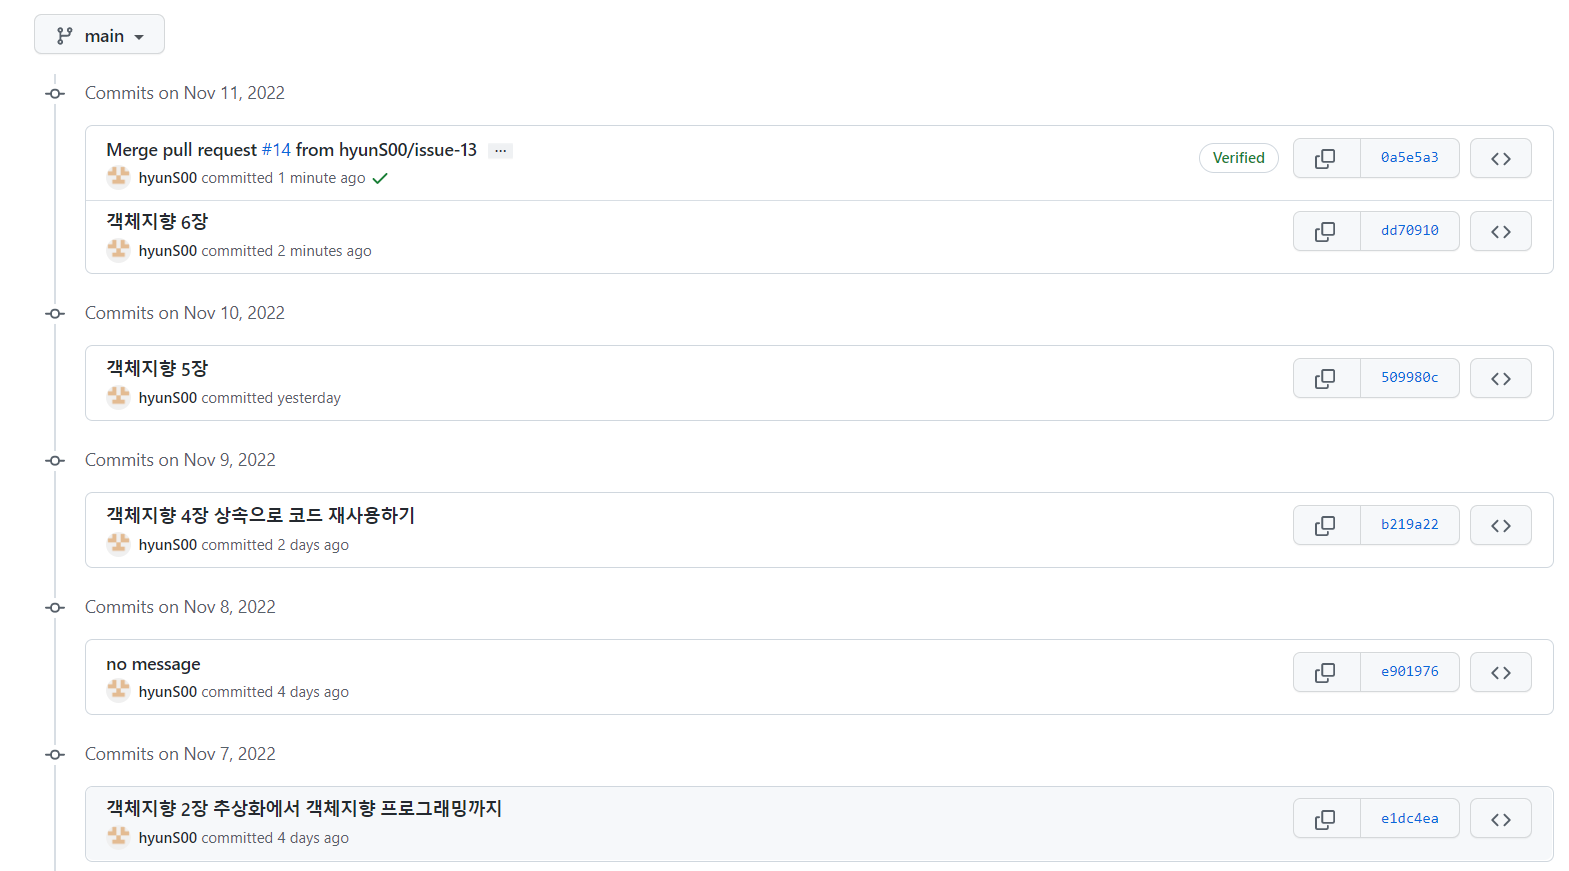 main
Commits on Nov 11, 2022
Merge pull request #14 from hyunS00/issue-13 ...
hyunS00 committed 1 minute ago
Verified
0a5e5a3
객체지향 6장
hyunS00 committed 2 minutes ago
dd70910
Commits on Nov 10, 2022
객체지향 5장
hyunS00 committed yesterday
509980c
Commits on Nov 9, 2022
객체지향 4장 상속으로 코드 재사용하기
hyunS00 committed 2 days ago
b219a22
Commits on Nov 8, 2022
no message
hyunS00 committed 4 days ago
e901976
Commits on Nov 7, 2022
객체지향 2장 추상화에서 객체지향 프로그래밍까지
hyunS00 committed 4 days ago
e1dc4ea